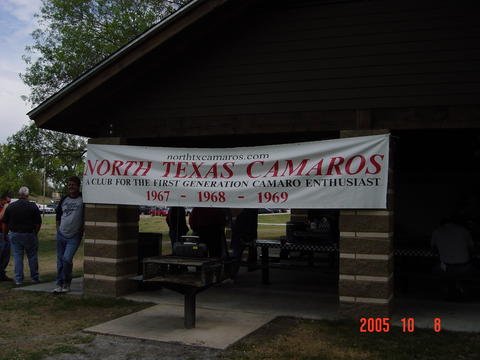 northtxcamaros.com
NORTH TEXAS CAMAROS
A CLUB FOR THE FIRST GENERATION CAMARO ENTHUSIAST
1967 - 1968 - 1969
2005 10 8